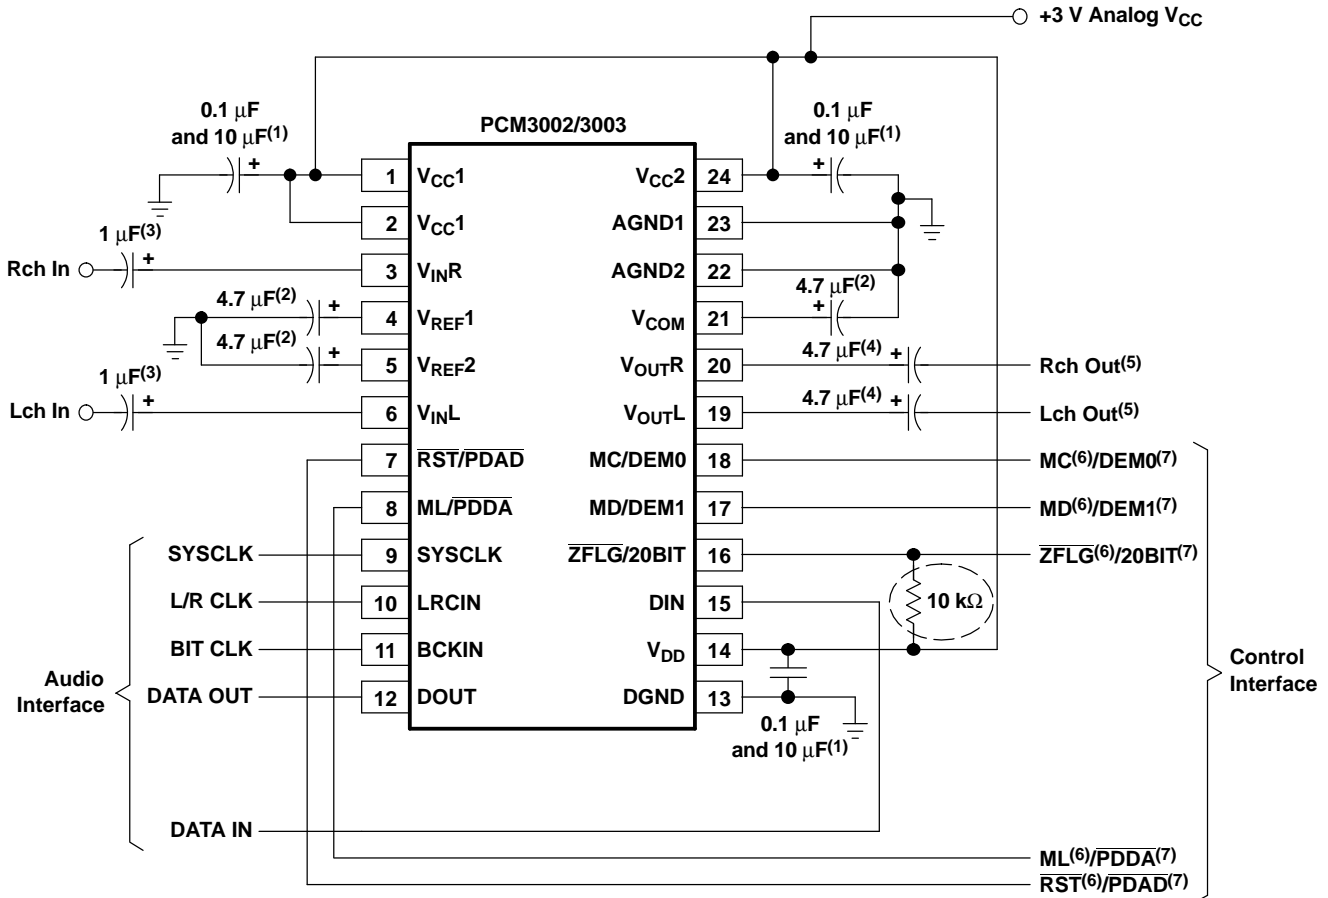 +3 V Analog VCC
0.1 μF
and 10 μF(1)
PCM3002/3003
0.1 μF
and 10 μF(1)
+
+
1 VCC1
VCC2 24
2 VCC1
AGND1 23
1 μF(3)
+
Rch In
3 VINR
AGND2 22
4.7 μF(2)
+
4 VREF1
VCOM 21
4.7 μF(2)
+
4.7 μF(2)
+
5 VREF2
VOUTR 20
4.7 μF(4)
+
Rch Out(5)
1 μF(3)
+
Lch In
6 VINL
VOUTL 19
4.7 μF(4)
+
Lch Out(5)
7 RST/PDAD
MC/DEM0 18
MC(6)/DEM0(7)
8 ML/PDDA
MD/DEM1 17
MD(6)/DEM1(7)
SYSCLK
9 SYSCLK
ZFLG/20BIT 16
ZFLG(6)/20BIT(7)
L/R CLK
10 LRCIN
DIN 15
10 kΩ
BIT CLK
11 BCKIN
VDD 14
Audio
Interface
Control
Interface
DATA OUT
12 DOUT
DGND 13
0.1 μF
and 10 μF(1)
DATA IN
ML(6)/PDDA(7)
RST(6)/PDAD(7)